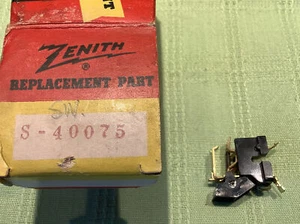 ZENITH
®
REPLACEMENT PART
SW.
S-40075